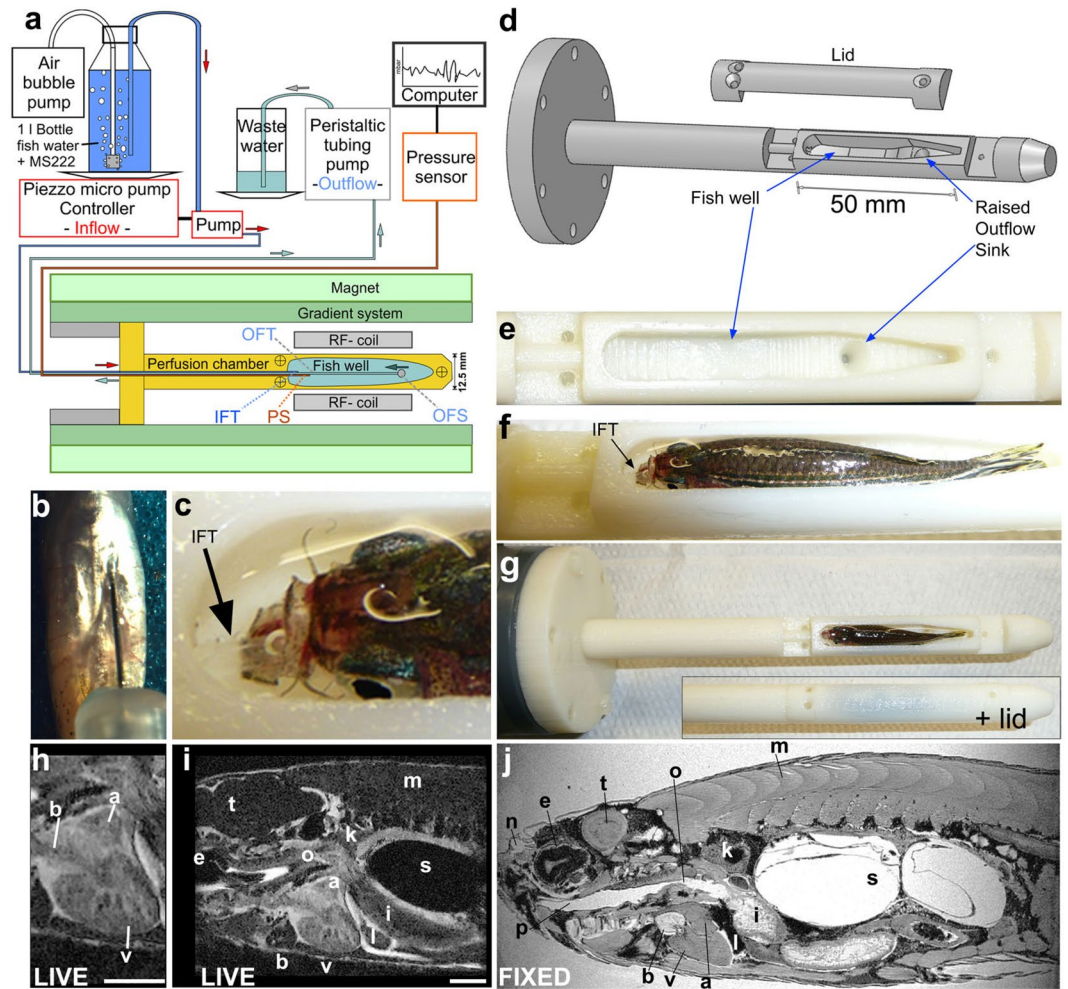 a
Air
bubble
pump
1 l Bottle
fish water
+ MS222
Piezzo micro pump
Controller
- Inflow -
Pump
Waste
water
Peristaltic
tubing
pump
-Outflow-
mbar
Computer
Pressure
sensor
Magnet
Gradient system
RF- coil
OFT
Perfusion chamber
Fish well
12.5 mm
IFT
PS
RF- coil
OFS
b
c
IFT
d
Lid
Fish well
50 mm
Raised
Outflow
Sink
e
f
IFT
g
+ lid
h
b
a
v
LIVE
i
t
m
k
e
o
a
s
i
l
b
v
LIVE
j
m
o
t
e
n
k
s
p
i
l
b
v
a
FIXED